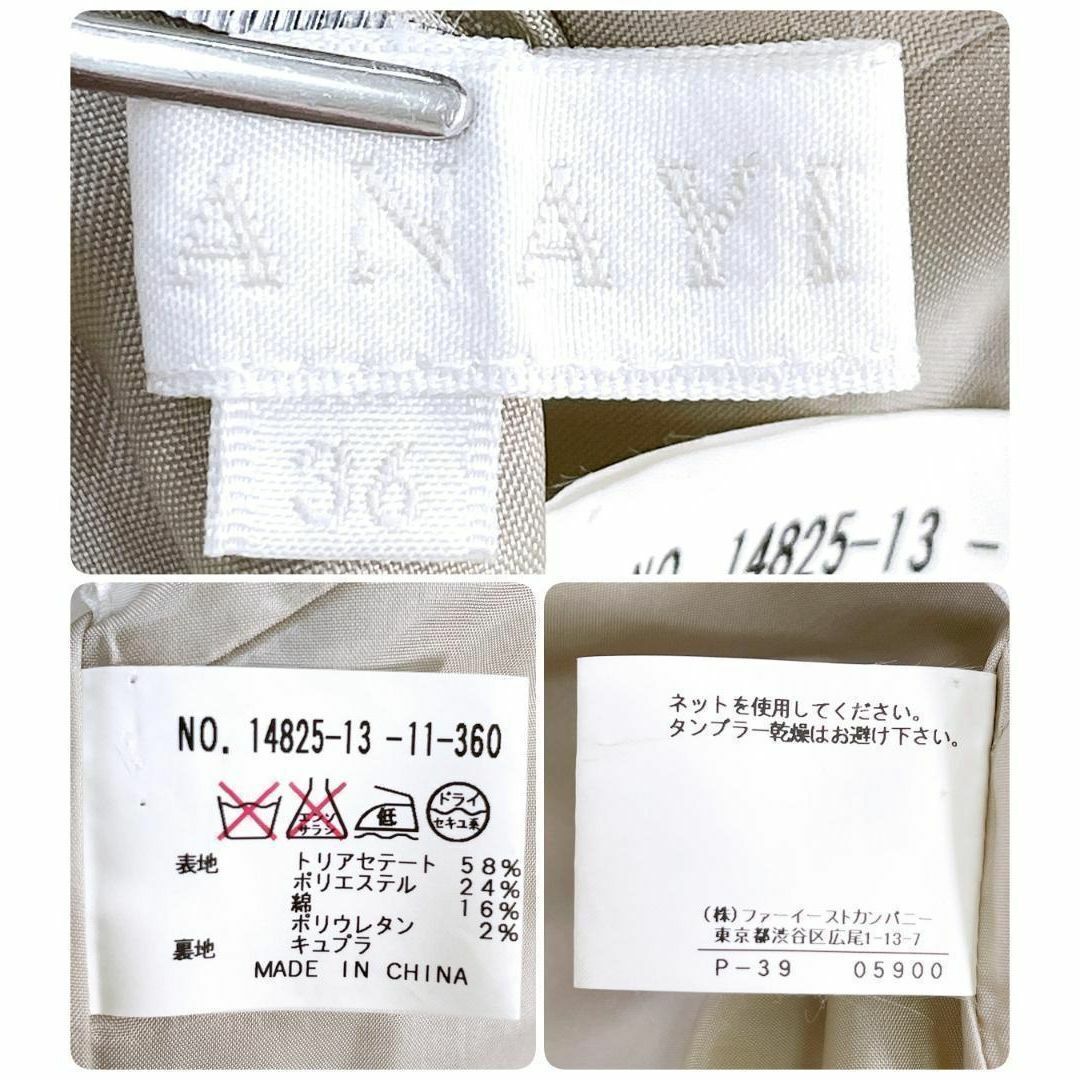 ANAYI
36
NO. 14825-13 -
NO. 14825-13 -11-360
エンソ
サラシ
低
ドライ
セキユ系
表地 トリアセテート 58%
ポリエステル 24%
綿 16%
ポリウレタン 2%
裏地 キュプラ
MADE IN CHINA
ネットを使用してください。
タンブラー乾燥はお避け下さい。
(株)ファーイーストカンパニー
東京都渋谷区広尾1-13-7
P-39 05900